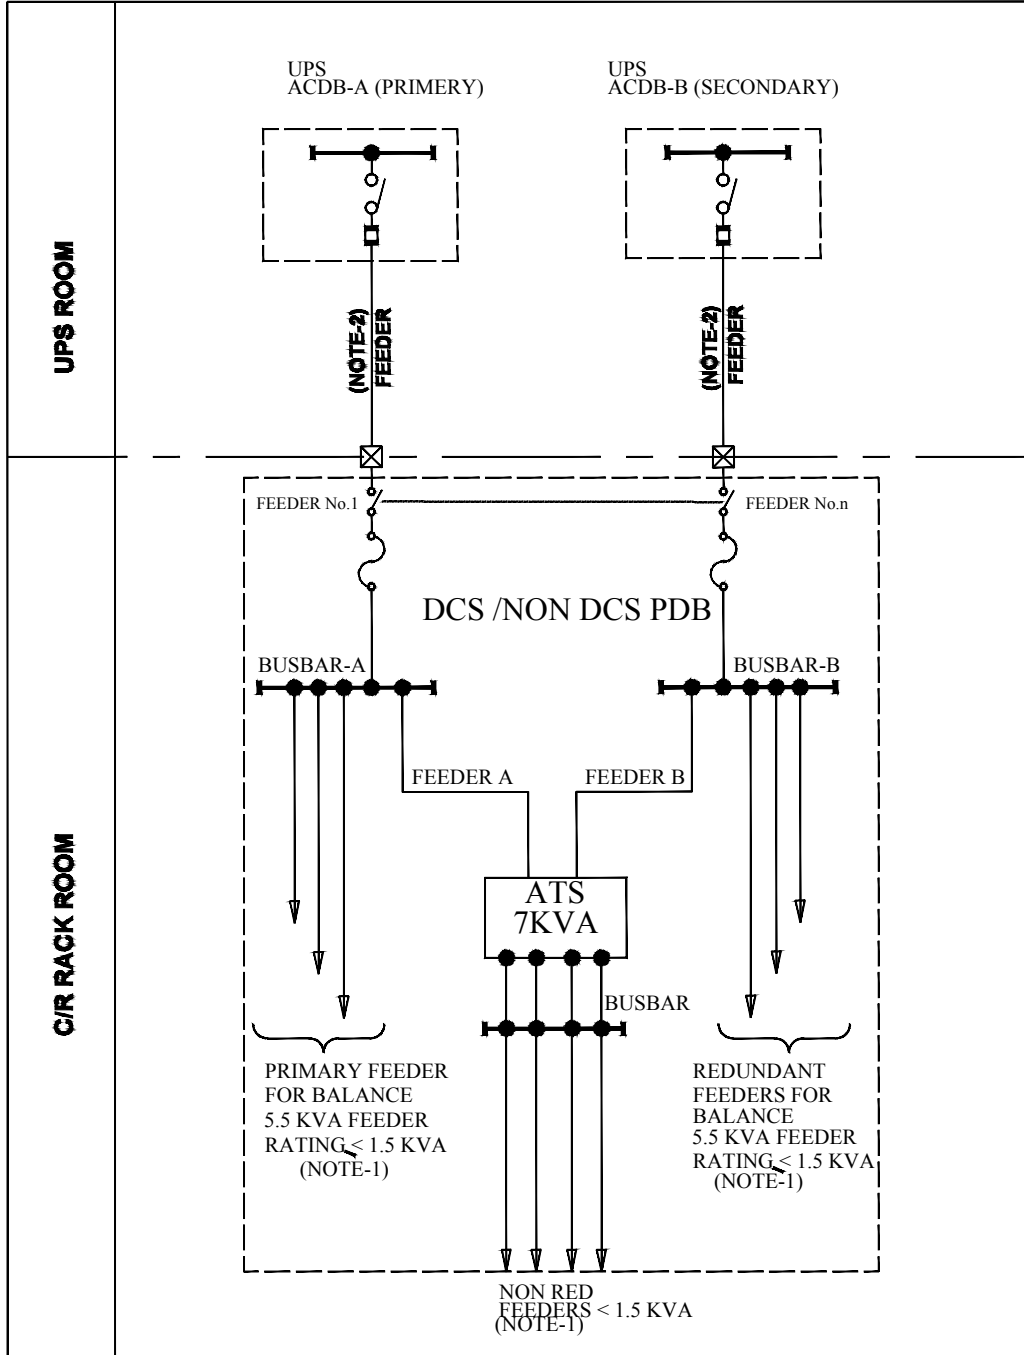 UPS
ACDB-A (PRIMERY)
UPS
ACDB-B (SECONDARY)
UPS ROOM
(NOTE-2)
FEEDER
(NOTE-2)
FEEDER
FEEDER No.1
FEEDER No.n
DCS /NON DCS PDB
BUSBAR-A
BUSBAR-B
FEEDER A
FEEDER B
ATS
7KVA
C/R RACK ROOM
BUSBAR
PRIMARY FEEDER
FOR BALANCE
5.5 KVA FEEDER
RATING < 1.5 KVA
(NOTE-1)
REDUNDANT
FEEDERS FOR
BALANCE
5.5 KVA FEEDER
RATING < 1.5 KVA
(NOTE-1)
NON RED
FEEDERS < 1.5 KVA
(NOTE-1)